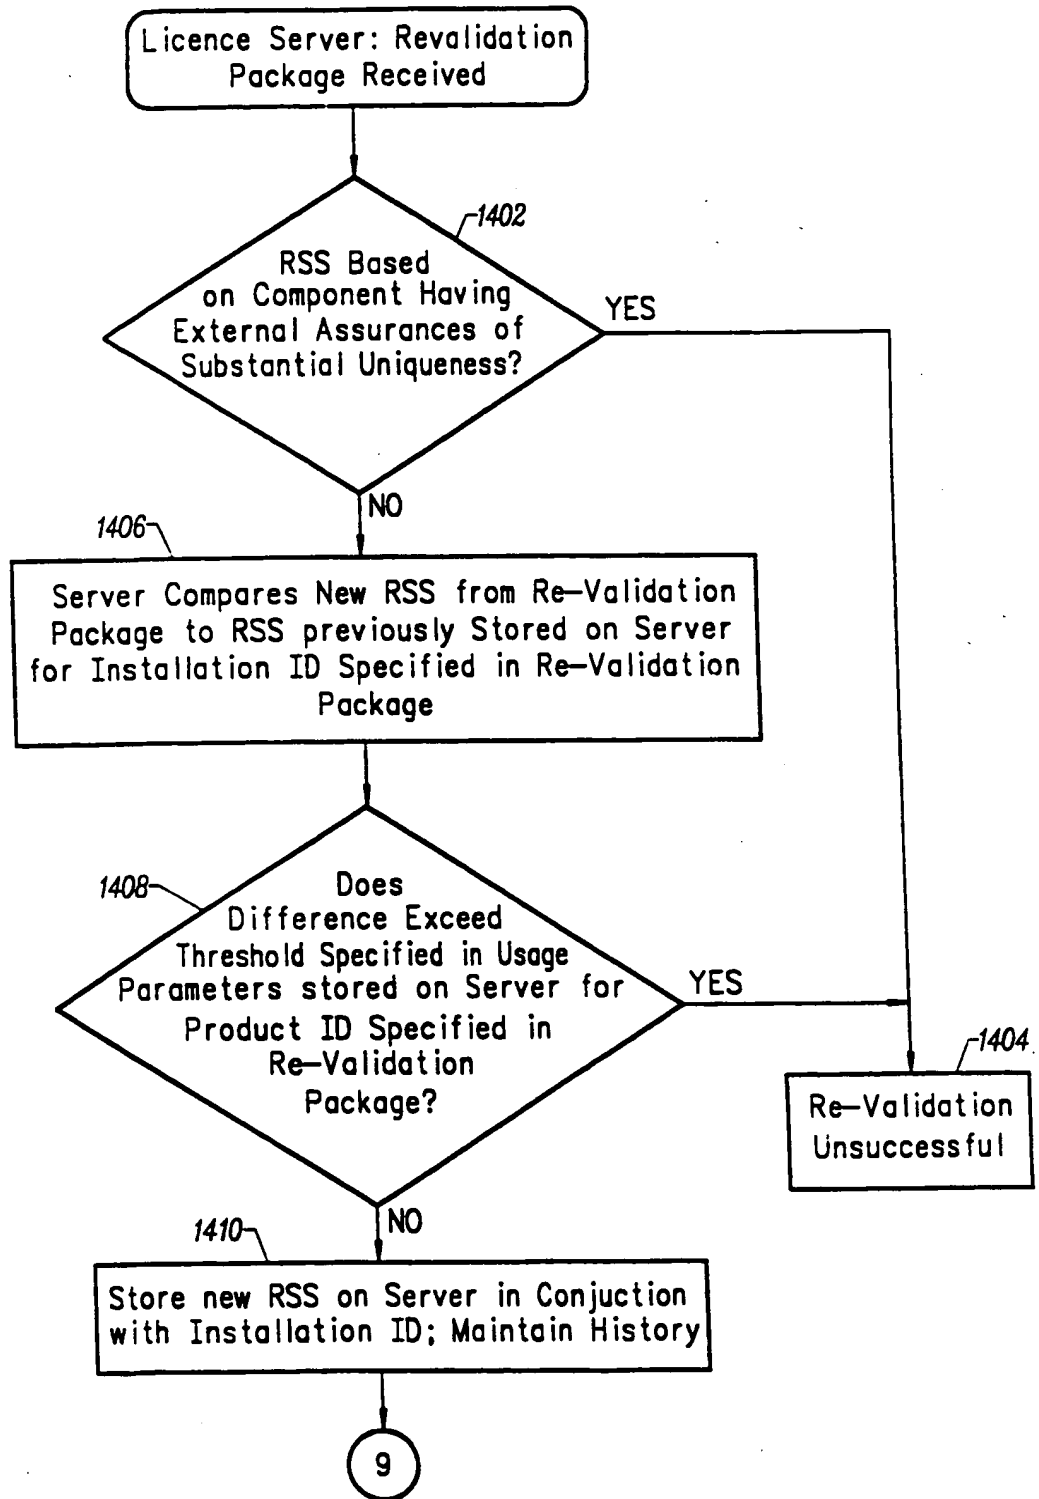 Licence Server: Revalidation
Package Received
1402
RSS Based
on Component Having
External Assurances of
Substantial Uniqueness?
YES
NO
1406
Server Compares New RSS from Re-Validation
Package to RSS previously Stored on Server
for Installation ID Specified in Re-Validation
Package
1408
Does
Difference Exceed
Threshold Specified in Usage
Parameters stored on Server for
Product ID Specified in
Re-Validation
Package?
YES
1404
Re-Validation
Unsuccessful
NO
1410
Store new RSS on Server in Conjuction
with Installation ID; Maintain History
9